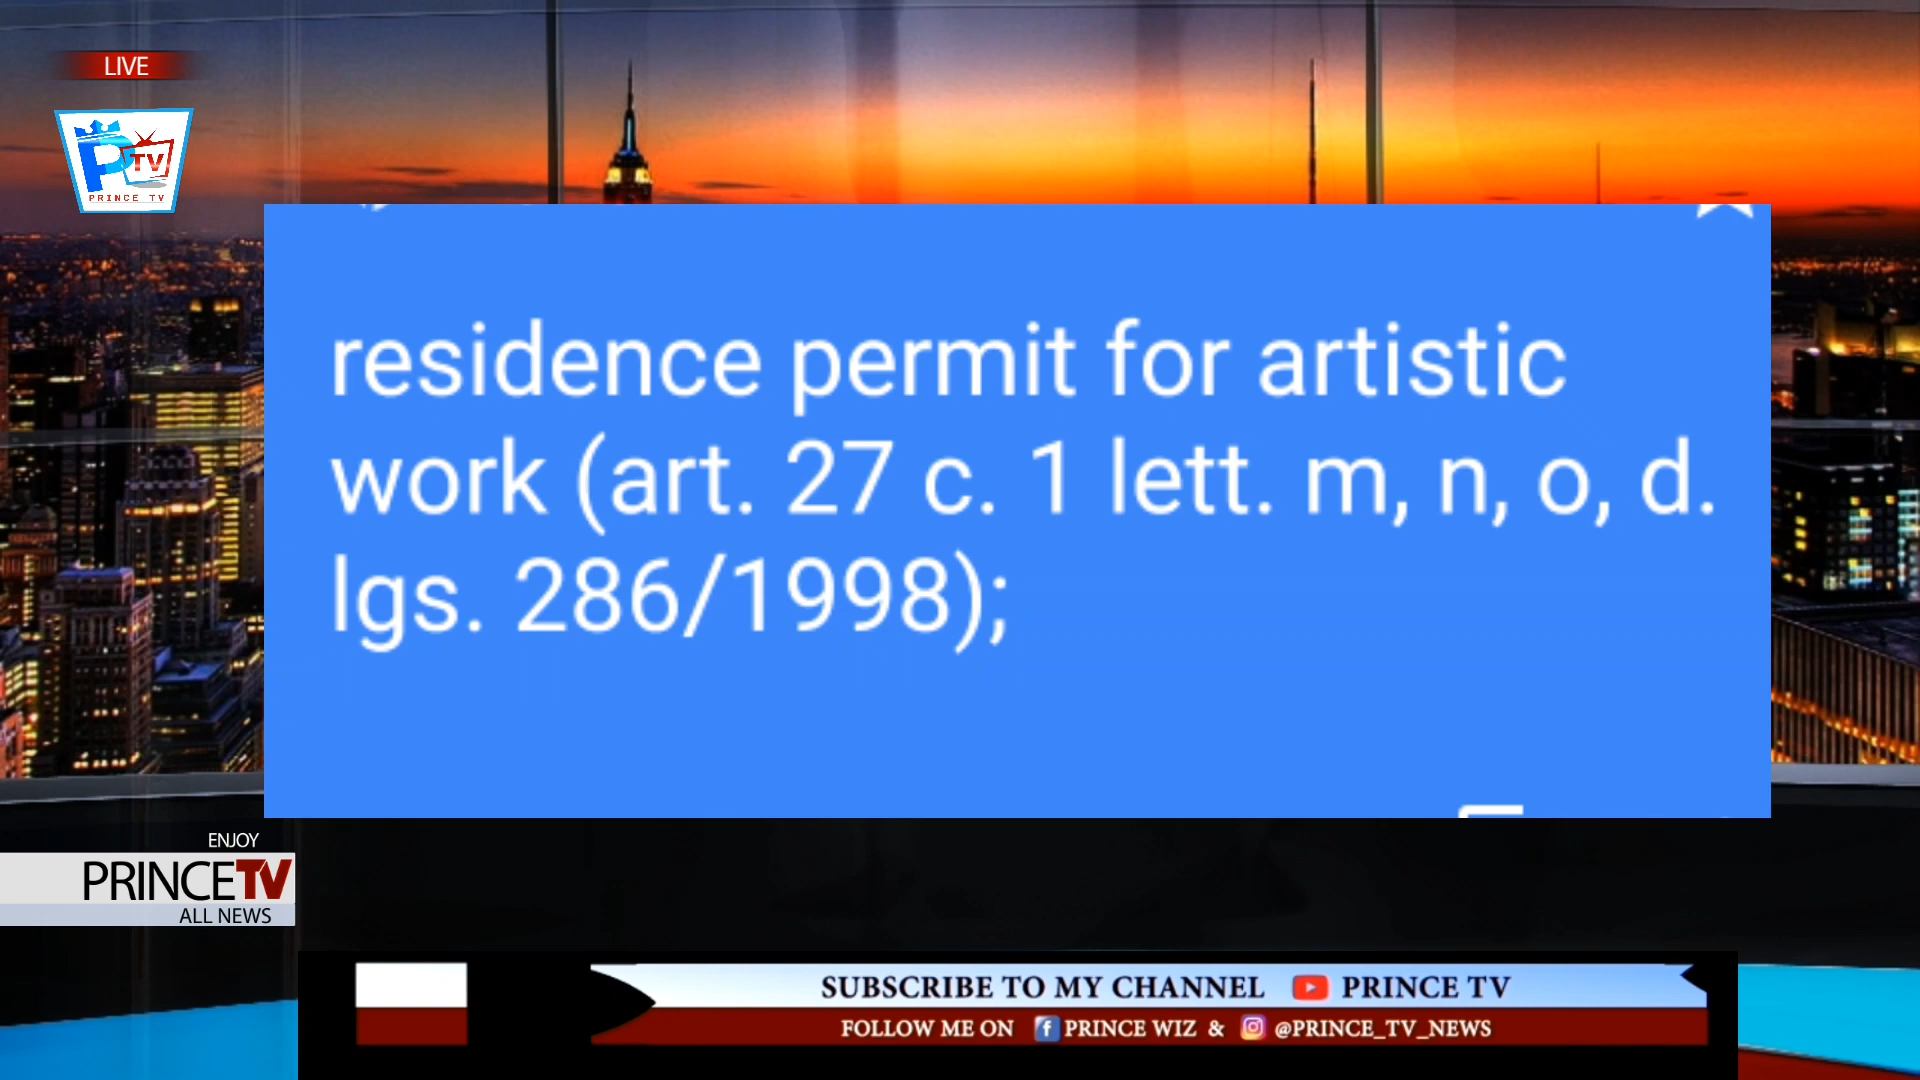 LIVE
P TV
PRINCE TV
residence permit for artistic
work (art. 27 c. 1 lett. m, n, o, d.
lgs. 286/1998);
ENJOY
PRINCETV
ALL NEWS
SUBSCRIBE TO MY CHANNEL PRINCE TV
FOLLOW ME ON f PRINCE WIZ & @PRINCE_TV_NEWS